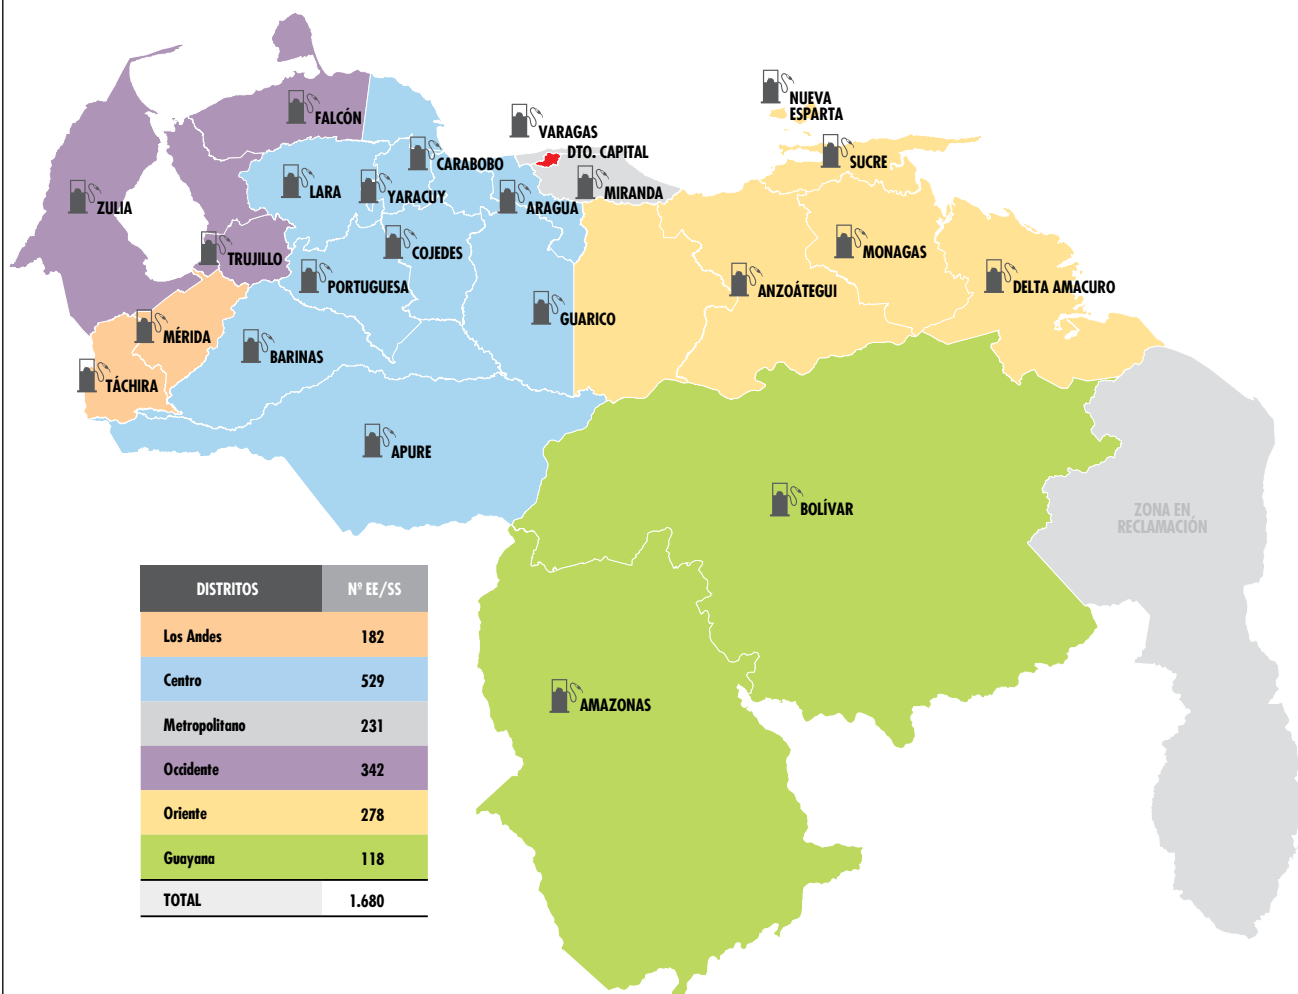 NUEVA
ESPARTA
FALCÓN
VARAGAS
DTO. CAPITAL
CARABOBO
SUCRE
LARA
YARACUY
MIRANDA
ZULIA
ARAGUA
TRUJILLO
COJEDES
MONAGAS
PORTUGUESA
ANZOÁTEGUI
DELTA AMACURO
GUARICO
MÉRIDA
BARINAS
TÁCHIRA
APURE
BOLÍVAR
ZONA EN
RECLAMACIÓN
AMAZONAS
DISTRITOS Nº EE/SS
Los Andes 182
Centro 529
Metropolitano 231
Occidente 342
Oriente 278
Guayana 118
TOTAL 1.680